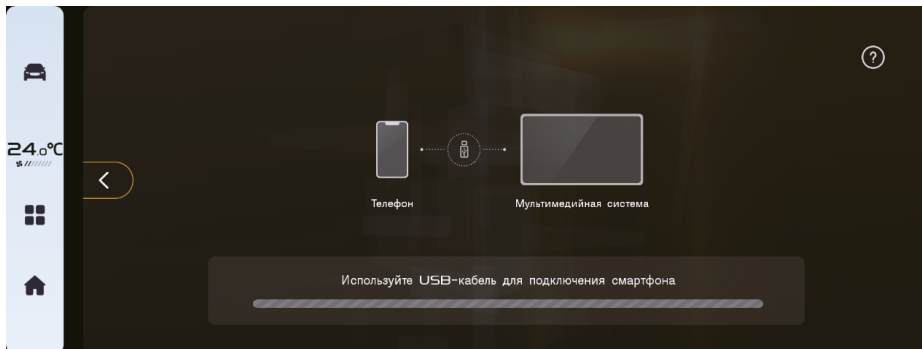 24.0°C
?
Телефон
Мультимедийная система
Используйте USB-кабель для подключения смартфона